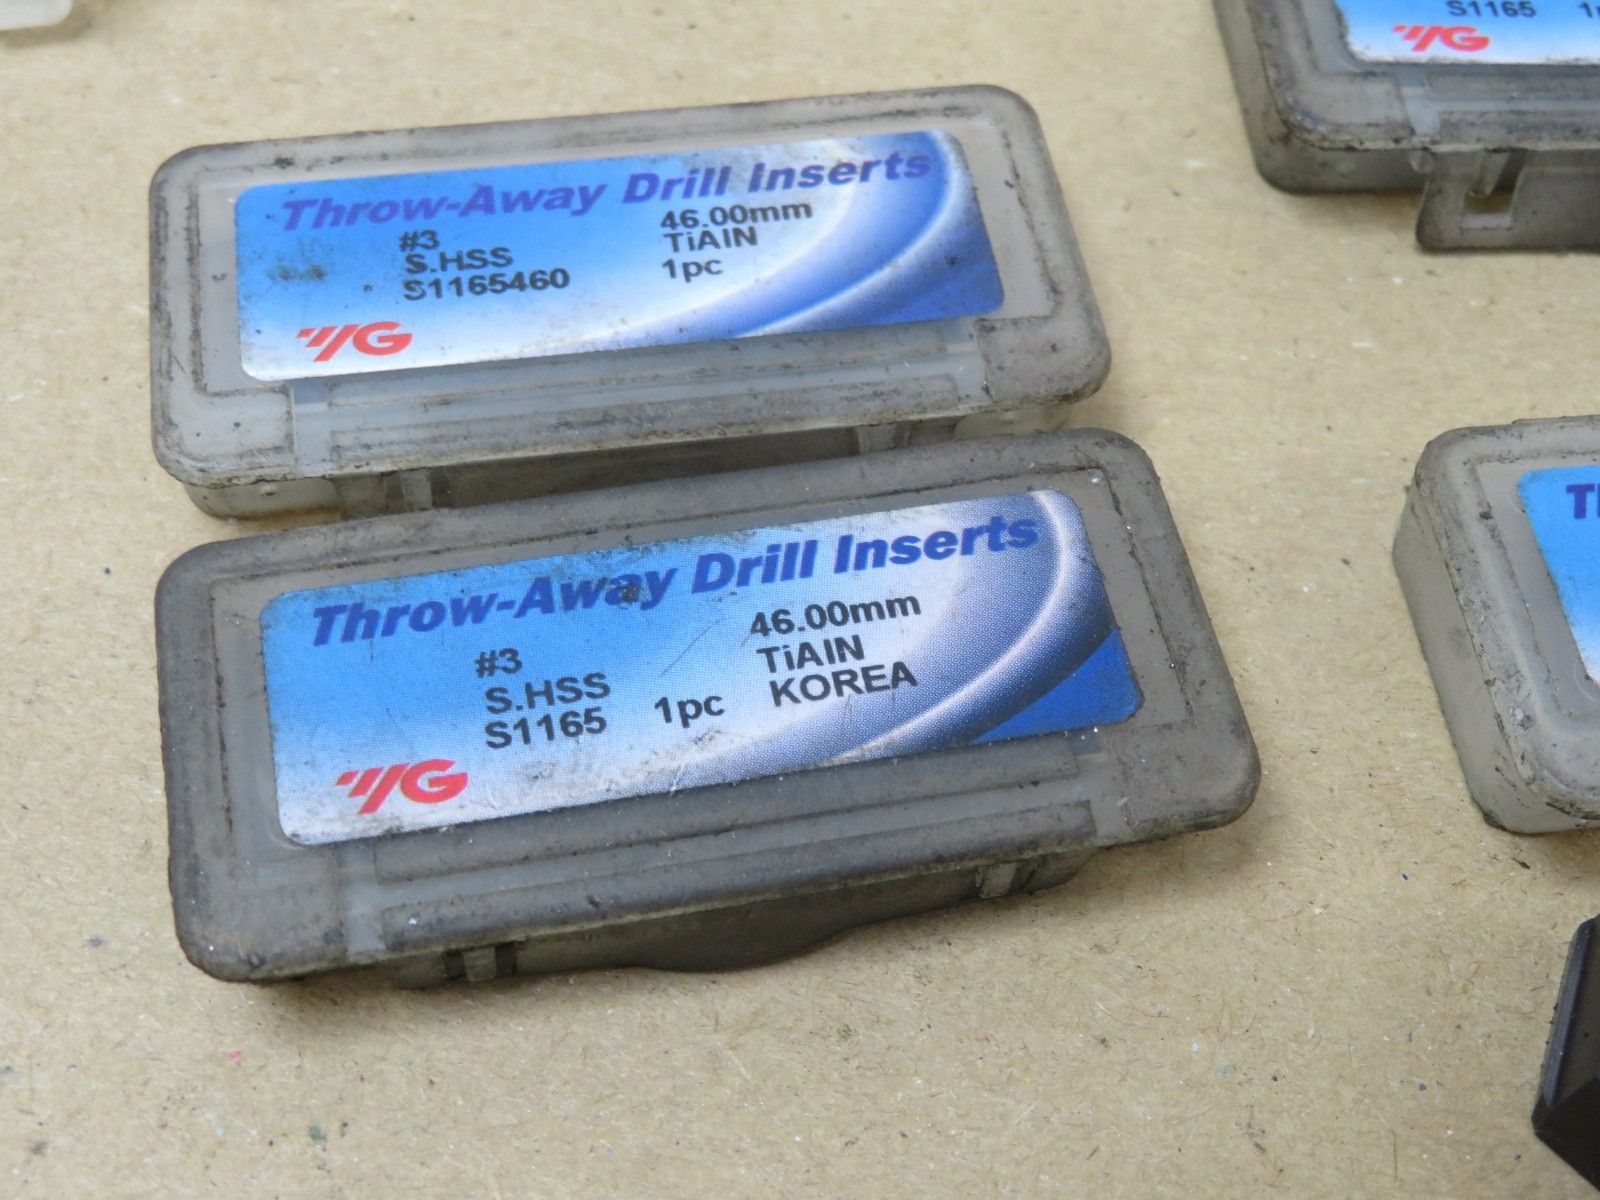 S1165
YG
Throw-Away Drill Inserts
#3 46.00mm
S.HSS TiAlN
S1165460 1pc
YG
Throw-Away Drill Inserts
#3 46.00mm
S.HSS TiAlN
S1165 1pc KOREA
YG